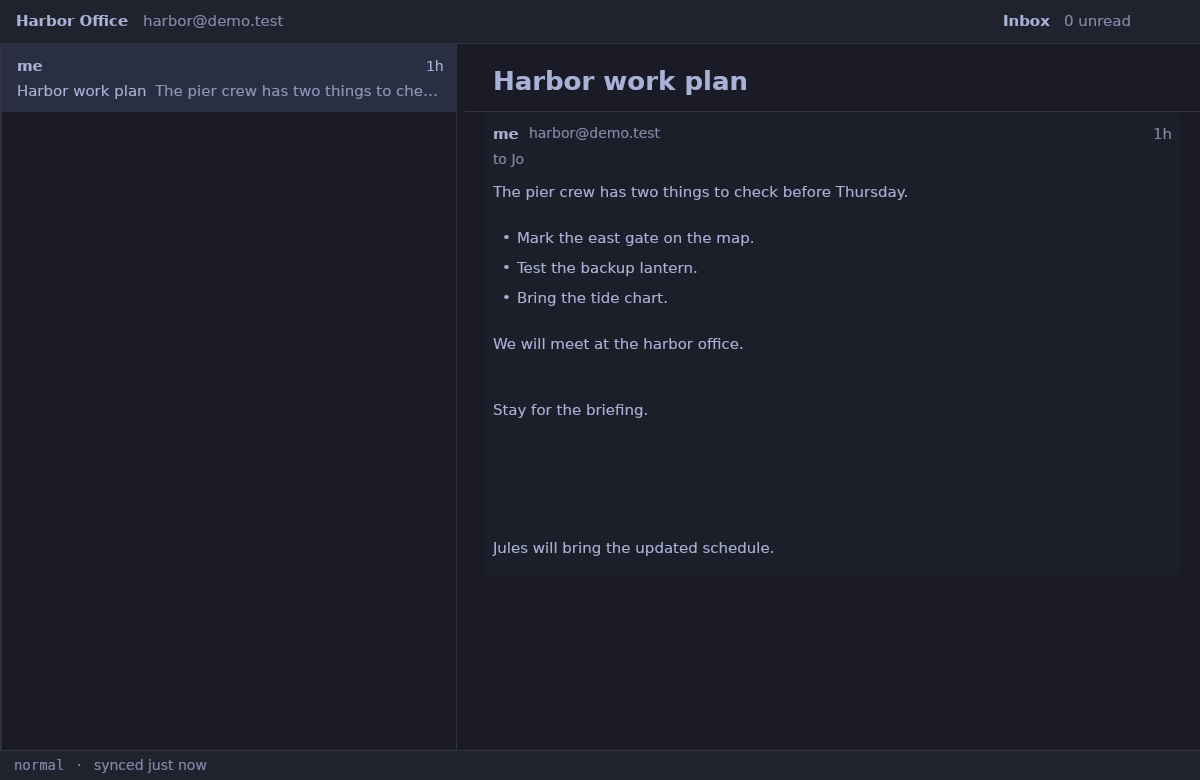 Harbor Office harbor@demo.test Inbox 0 unread
me 1h
Harbor work plan The pier crew has two things to che…
Harbor work plan
me harbor@demo.test 1h
to Jo
The pier crew has two things to check before Thursday.
• Mark the east gate on the map.
• Test the backup lantern.
• Bring the tide chart.
We will meet at the harbor office.
Stay for the briefing.
Jules will bring the updated schedule.
normal · synced just now